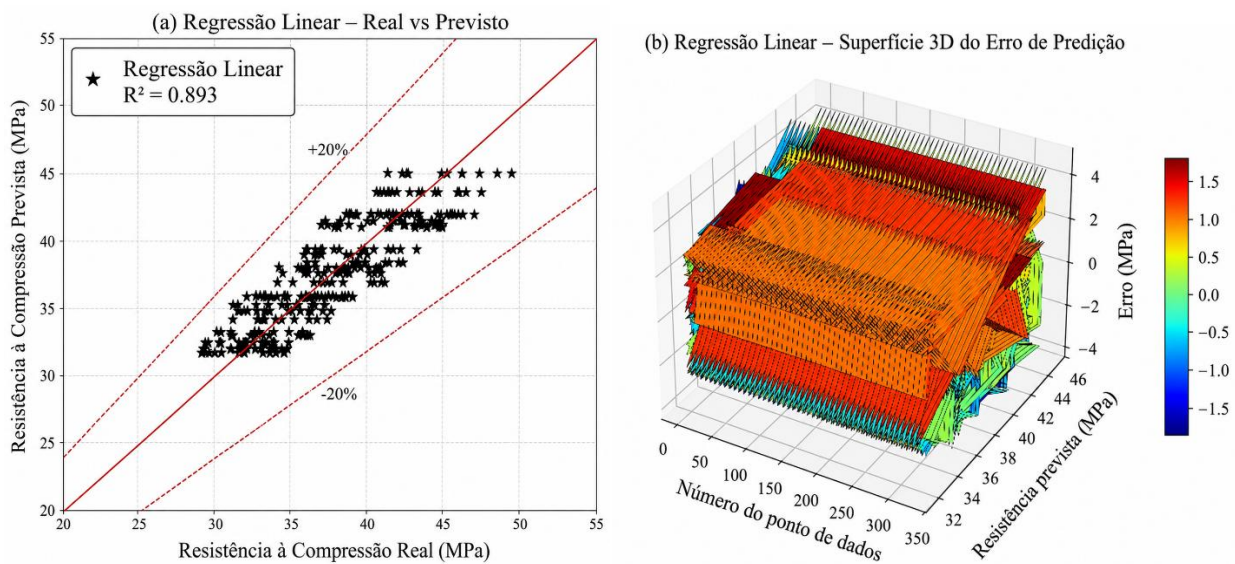 (a) Regressão Linear – Real vs Previsto
55
50
45
40
35
30
25
20
Resistência à Compressão Prevista (MPa)
★ Regressão Linear
R² = 0.893
+20%
-20%
20 25 30 35 40 45 50 55
Resistência à Compressão Real (MPa)
(b) Regressão Linear – Superfície 3D do Erro de Predição
4
2
0
−2
−4
Erro (MPa)
46
44
42
40
38
36
34
32
Resistência prevista (MPa)
0 50 100 150 200 250 300 350
Número do ponto de dados
1.5
1.0
0.5
0.0
−0.5
−1.0
−1.5